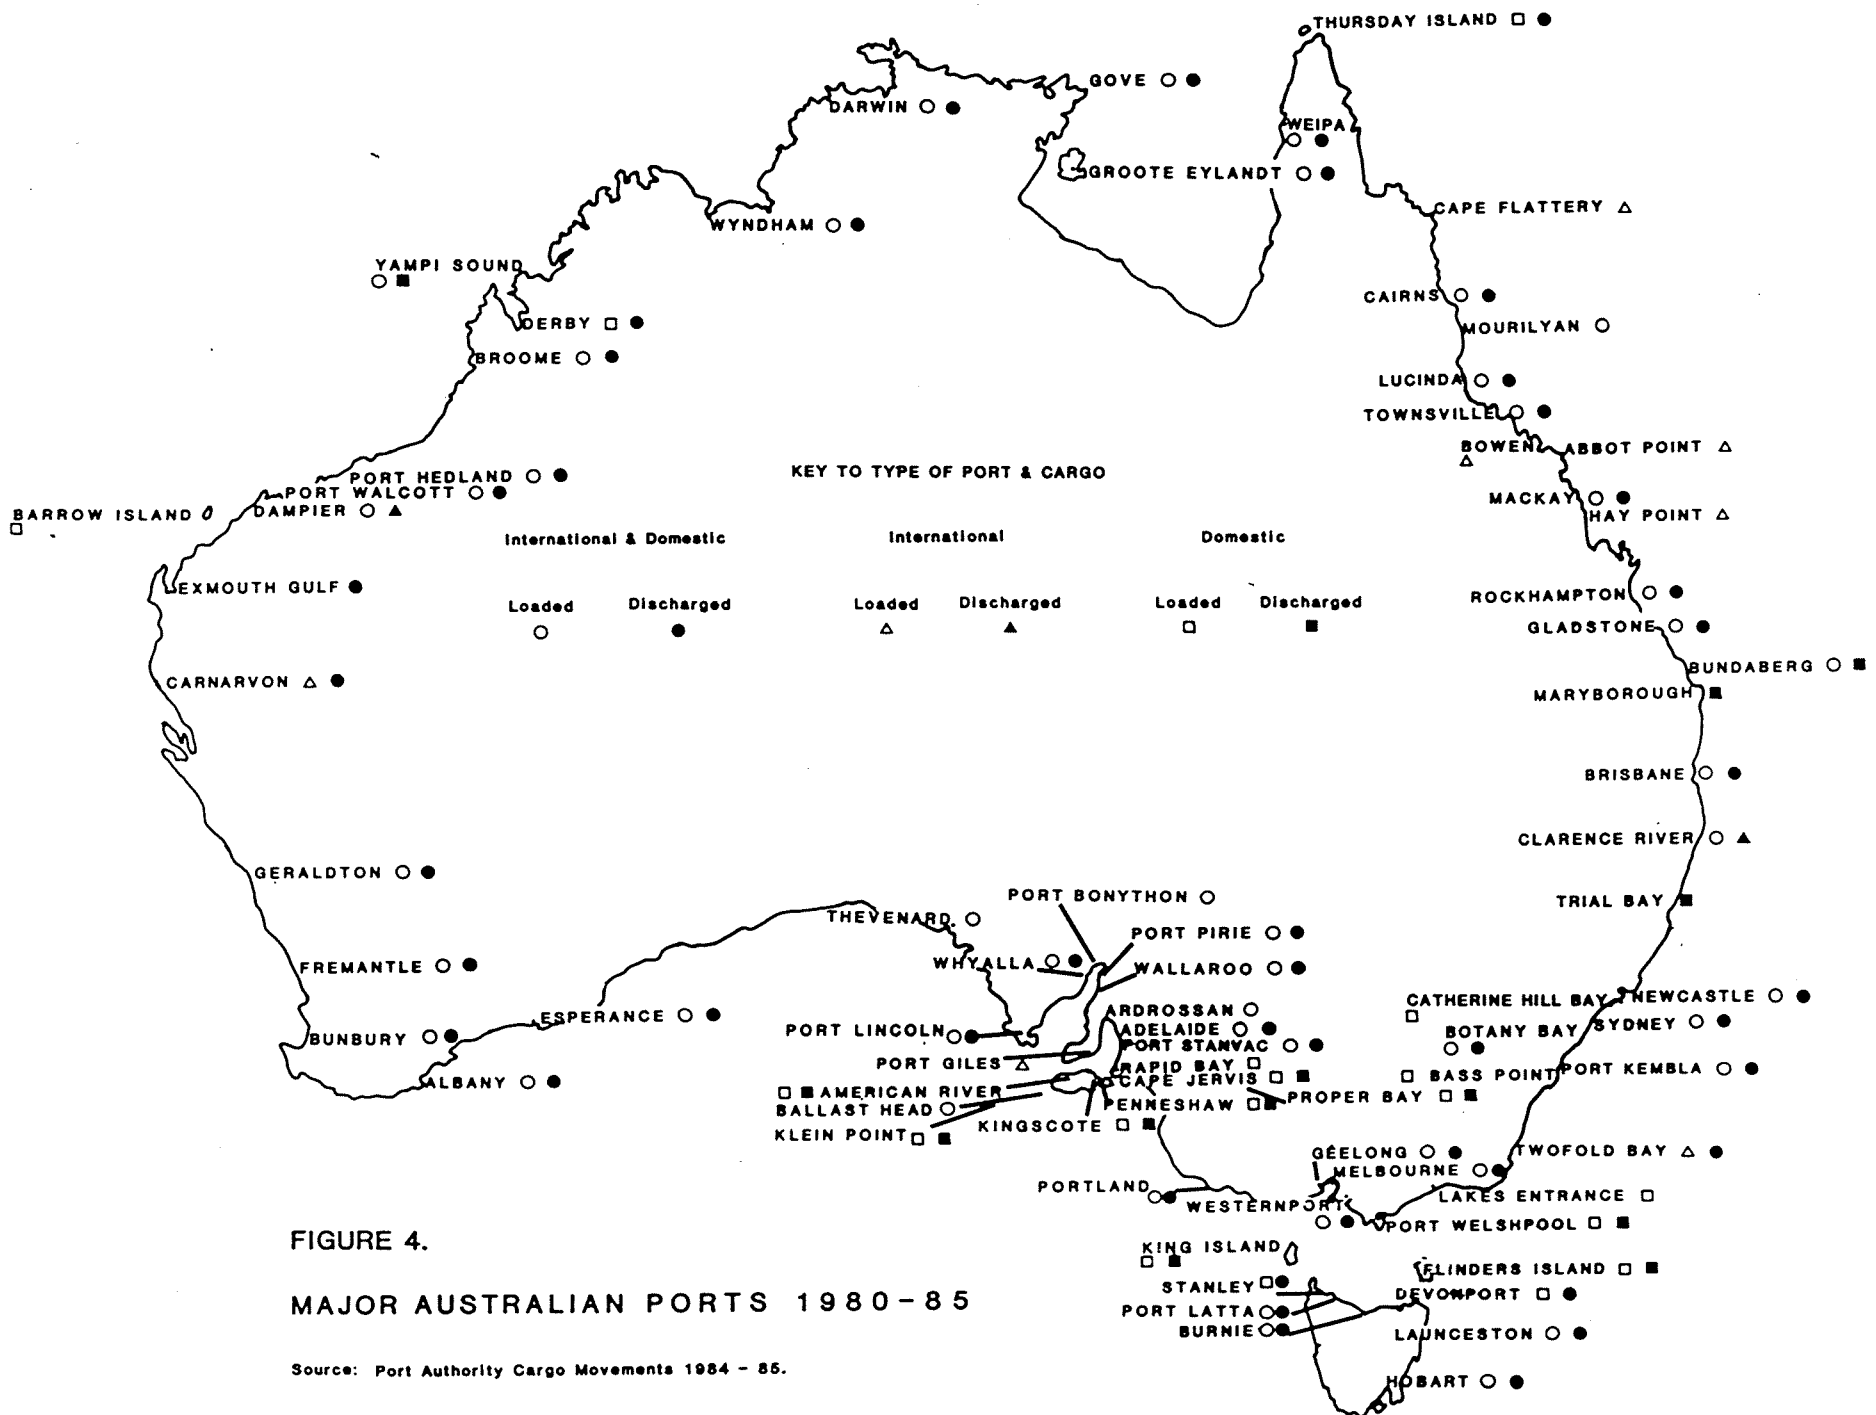 THURSDAY ISLAND
GOVE
DARWIN
WEIPA
GROOTE EYLANDT
CAPE FLATTERY
WYNDHAM
YAMPI SOUND
CAIRNS
DERBY
MOURILYAN
BROOME
LUCINDA
TOWNSVILLE
BOWEN
ABBOT POINT
KEY TO TYPE OF PORT & CARGO
PORT HEDLAND
PORT WALCOTT
MACKAY
BARROW ISLAND
DAMPIER
HAY POINT
International & Domestic
International
Domestic
EXMOUTH GULF
ROCKHAMPTON
Loaded
Discharged
Loaded
Discharged
Loaded
Discharged
GLADSTONE
BUNDABERG
CARNARVON
MARYBOROUGH
BRISBANE
CLARENCE RIVER
GERALDTON
PORT BONYTHON
TRIAL BAY
THEVENARD
PORT PIRIE
FREMANTLE
WHYALLA
WALLAROO
CATHERINE HILL BAY
NEWCASTLE
ARDROSSAN
ESPERANCE
PORT LINCOLN
ADELAIDE
BOTANY BAY
SYDNEY
BUNBURY
PORT STANVAC
PORT GILES
RAPID BAY
BASS POINT
PORT KEMBLA
ALBANY
CAPE JERVIS
AMERICAN RIVER
PROPER BAY
BALLAST HEAD
PENNESHAW
KLEIN POINT
KINGSCOTE
GEELONG
TWOFOLD BAY
MELBOURNE
PORTLAND
LAKES ENTRANCE
WESTERNPORT
PORT WELSHPOOL
FIGURE 4.
KING ISLAND
FLINDERS ISLAND
STANLEY
DEVONPORT
MAJOR AUSTRALIAN PORTS 1980-85
PORT LATTA
BURNIE
LAUNCESTON
Source: Port Authority Cargo Movements 1984 - 85.
HOBART